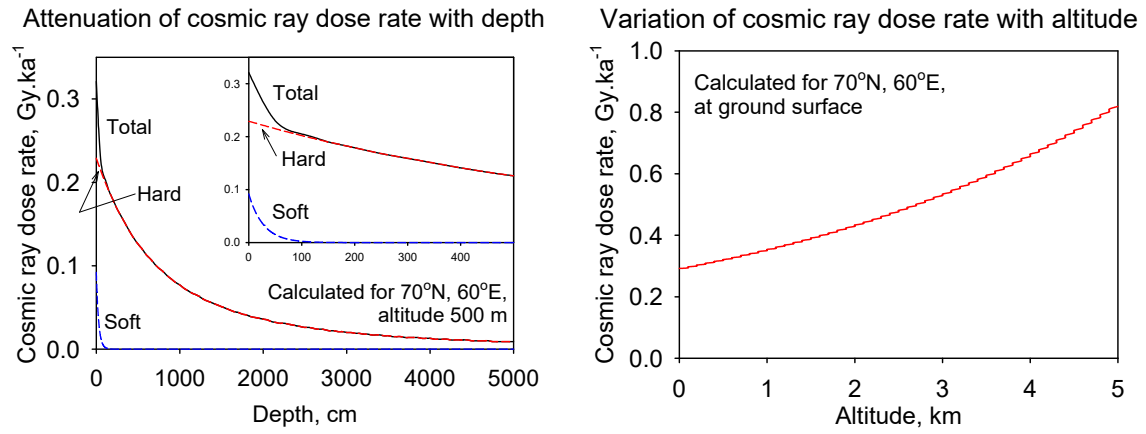 Attenuation of cosmic ray dose rate with depth
Cosmic ray dose rate, Gy.ka⁻¹
0.3
0.2
0.1
0.0
Total
Hard
Soft
0.3
0.2
0.1
0.0
Total
Hard
Soft
0 100 200 300 400
Calculated for 70°N, 60°E,
altitude 500 m
0 1000 2000 3000 4000 5000
Depth, cm
Variation of cosmic ray dose rate with altitude
Cosmic ray dose rate, Gy.ka⁻¹
1.0
0.8
0.6
0.4
0.2
0.0
Calculated for 70°N, 60°E,
at ground surface
0 1 2 3 4 5
Altitude, km